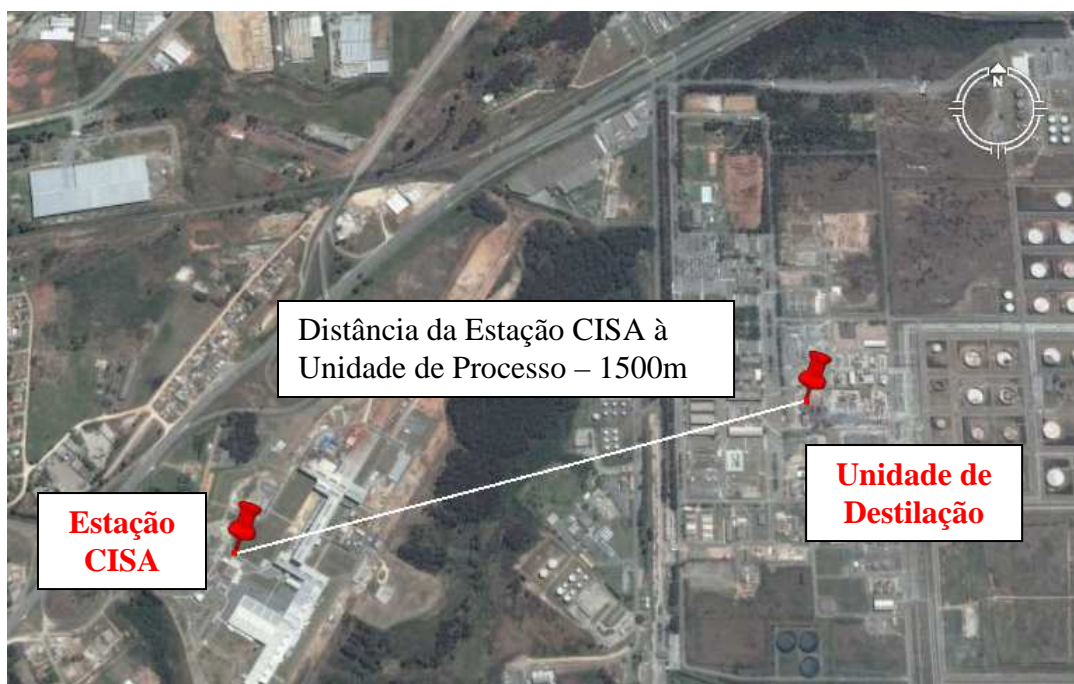 N
Distância da Estação CISA à
Unidade de Processo – 1500m
Unidade de
Destilação
Estação
CISA